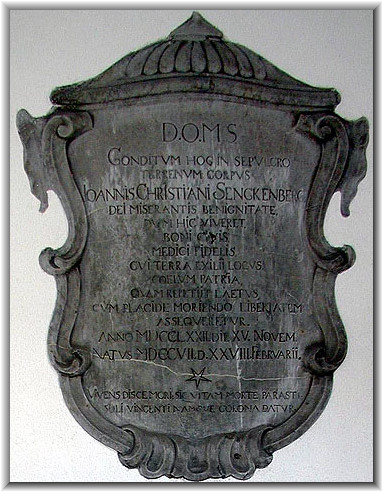 D.O.M.S.
CONDITUM HOC IN SEPULCRO
TERRENUM CORPUS
IOANNIS CHRISTIANI SENCKENBERG
DEI MISERANTIS BENIGNITATE,
DUM HIC VIVERET
BONI CIVIS
MEDICI FIDELIS
CUI TERRA EXILII LOCUS
COELUM PATRIA,
QUAM REPETIIT LAETUS
CUM PLACIDE MORIENDO LIBERTATEM
ASSEQUERETUR.
ANNO MDCCLXXII. DIE XV. NOVEM.
NATUS MDCCVII. D. XXVIII. FEBRUARII.
VIVENS DISCE MORI: SIC VITAM MORTE PARASTI
SOLI VINCENTI NAMQUE CORONA DATUR.